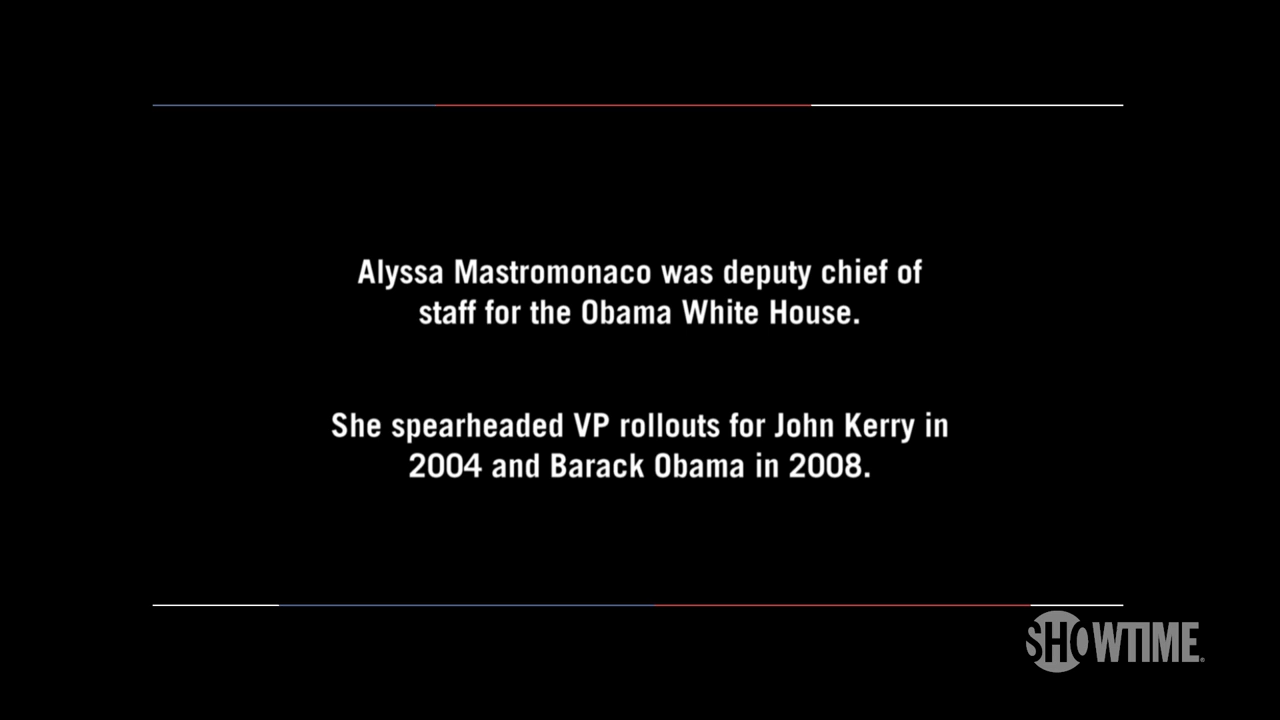 Alyssa Mastromonaco was deputy chief of
staff for the Obama White House.
She spearheaded VP rollouts for John Kerry in
2004 and Barack Obama in 2008.
SHOWTIME®